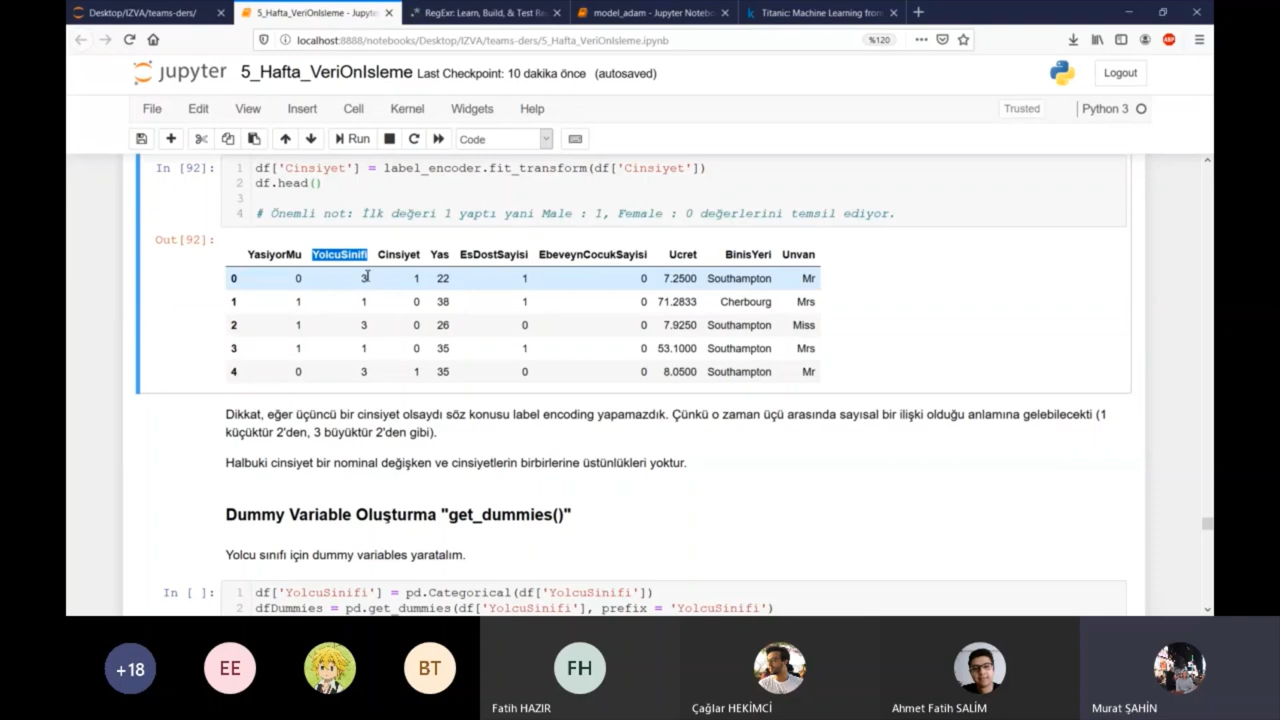 Desktop/IZVA/teams-ders/
5_Hafta_VeriOnIsleme - Jupyte
RegExr: Learn, Build, & Test Re
model_adam - Jupyter Noteb
Titanic: Machine Learning from
localhost:8888/notebooks/Desktop/IZVA/teams-ders/5_Hafta_VeriOnIsleme.ipynb
%120
ABP
jupyter 5_Hafta_VeriOnIsleme Last Checkpoint: 10 dakika önce (autosaved)
Logout
File Edit View Insert Cell Kernel Widgets Help
Trusted
Python 3
Run
Code
In [92]:
1 df['Cinsiyet'] = label_encoder.fit_transform(df['Cinsiyet'])
2 df.head()
3
4 # Önemli not: İlk değeri 1 yaptı yani Male : 1, Female : 0 değerlerini temsil ediyor.
Out[92]:
YasiyorMu YolcuSinifi Cinsiyet Yas EsDostSayisi EbeveynCocukSayisi Ucret BinisYeri Unvan
0 0 3 1 22 1 0 7.2500 Southampton Mr
1 1 1 0 38 1 0 71.2833 Cherbourg Mrs
2 1 3 0 26 0 0 7.9250 Southampton Miss
3 1 1 0 35 1 0 53.1000 Southampton Mrs
4 0 3 1 35 0 0 8.0500 Southampton Mr
Dikkat, eğer üçüncü bir cinsiyet olsaydı söz konusu label encoding yapamazdık. Çünkü o zaman üçü arasında sayısal bir ilişki olduğu anlamına gelebilecekti (1
küçüktür 2'den, 3 büyüktür 2'den gibi).
Halbuki cinsiyet bir nominal değişken ve cinsiyetlerin birbirlerine üstünlükleri yoktur.
Dummy Variable Oluşturma "get_dummies()"
Yolcu sınıfı için dummy variables yaratalım.
In [ ]:
1 df['YolcuSinifi'] = pd.Categorical(df['YolcuSinifi'])
2 dfDummies = pd.get_dummies(df['YolcuSinifi'], prefix = 'YolcuSinifi')
+18
EE
BT
FH
Fatih HAZIR
Çağlar HEKİMCİ
Ahmet Fatih SALİM
Murat ŞAHİN